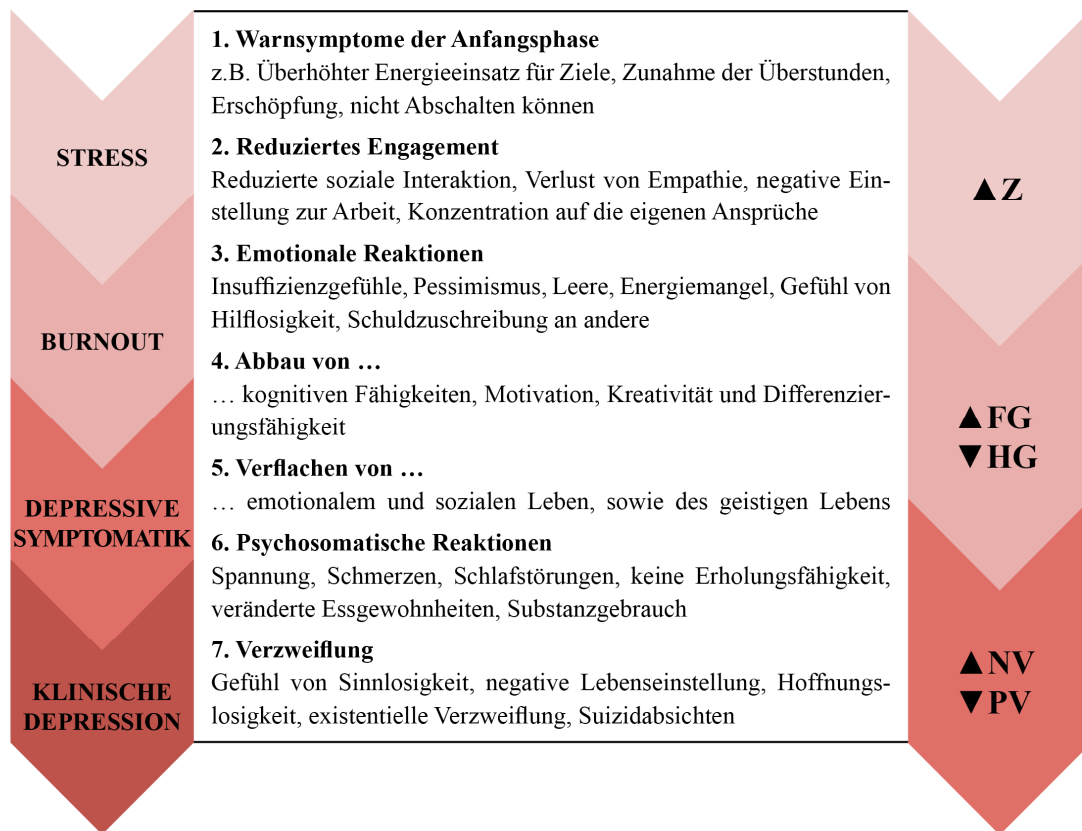 STRESS
BURNOUT
DEPRESSIVE
SYMPTOMATIK
KLINISCHE
DEPRESSION
1. Warnsymptome der Anfangsphase
z.B. Überhöhter Energieeinsatz für Ziele, Zunahme der Überstunden,
Erschöpfung, nicht Abschalten können
2. Reduziertes Engagement
Reduzierte soziale Interaktion, Verlust von Empathie, negative Ein-
stellung zur Arbeit, Konzentration auf die eigenen Ansprüche
3. Emotionale Reaktionen
Insuffizienzgefühle, Pessimismus, Leere, Energiemangel, Gefühl von
Hilflosigkeit, Schuldzuschreibung an andere
4. Abbau von …
… kognitiven Fähigkeiten, Motivation, Kreativität und Differenzier-
ungsfähigkeit
5. Verflachen von …
… emotionalem und sozialen Leben, sowie des geistigen Lebens
6. Psychosomatische Reaktionen
Spannung, Schmerzen, Schlafstörungen, keine Erholungsfähigkeit,
veränderte Essgewohnheiten, Substanzgebrauch
7. Verzweiflung
Gefühl von Sinnlosigkeit, negative Lebenseinstellung, Hoffnungs-
losigkeit, existentielle Verzweiflung, Suizidabsichten
▲Z
▲FG
▼HG
▲NV
▼PV